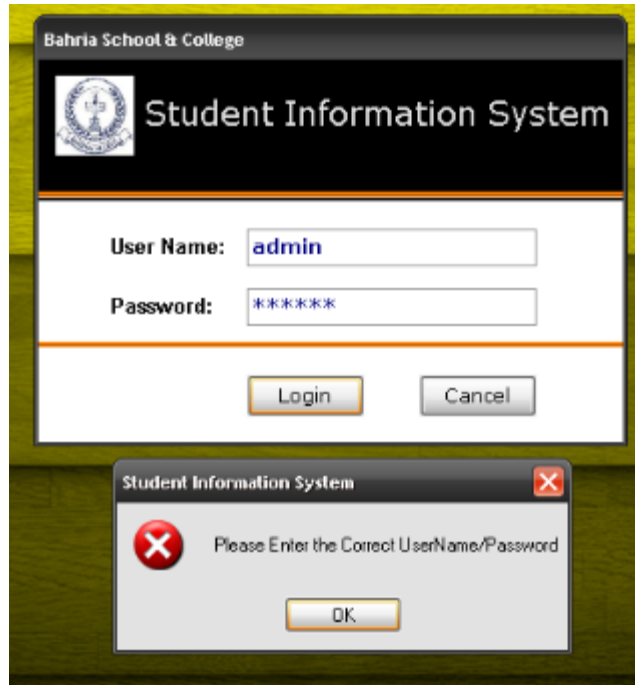 Bahria School & College
Student Information System
User Name: admin
Password: ******
Login Cancel
Student Information System
Please Enter the Correct UserName/Password
OK